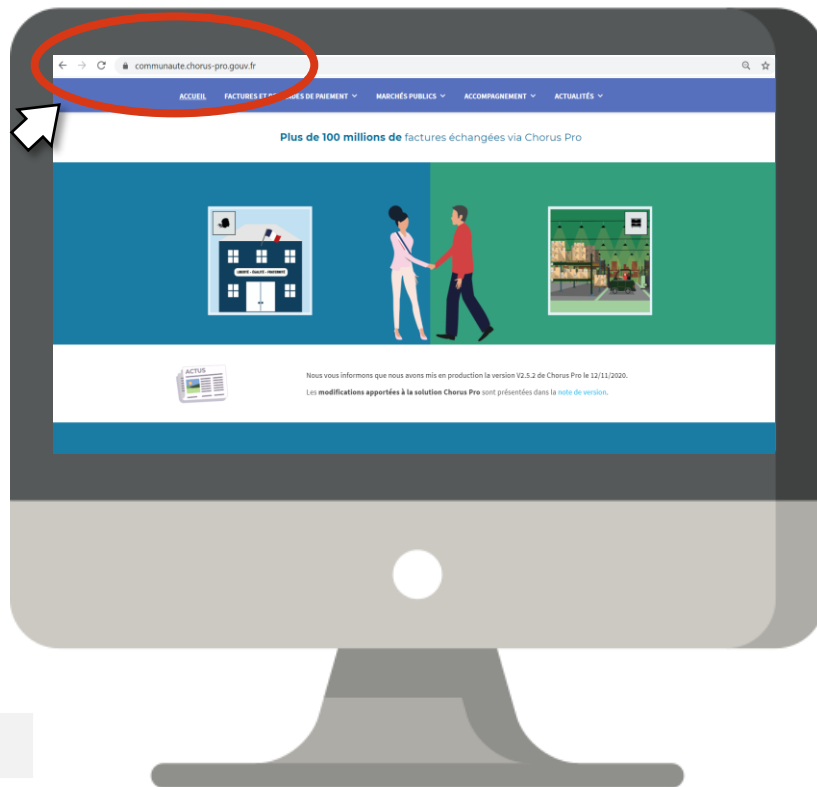 communaute.chorus-pro.gouv.fr
ACCUEIL FACTURES ET DEMANDES DE PAIEMENT MARCHÉS PUBLICS ACCOMPAGNEMENT ACTUALITÉS
Plus de 100 millions de factures échangées via Chorus Pro
LIBERTÉ - ÉGALITÉ - FRATERNITÉ
ACTUS
Nous vous informons que nous avons mis en production la version V2.5.2 de Chorus Pro le 12/11/2020.
Les modifications apportées à la solution Chorus Pro sont présentées dans la note de version.